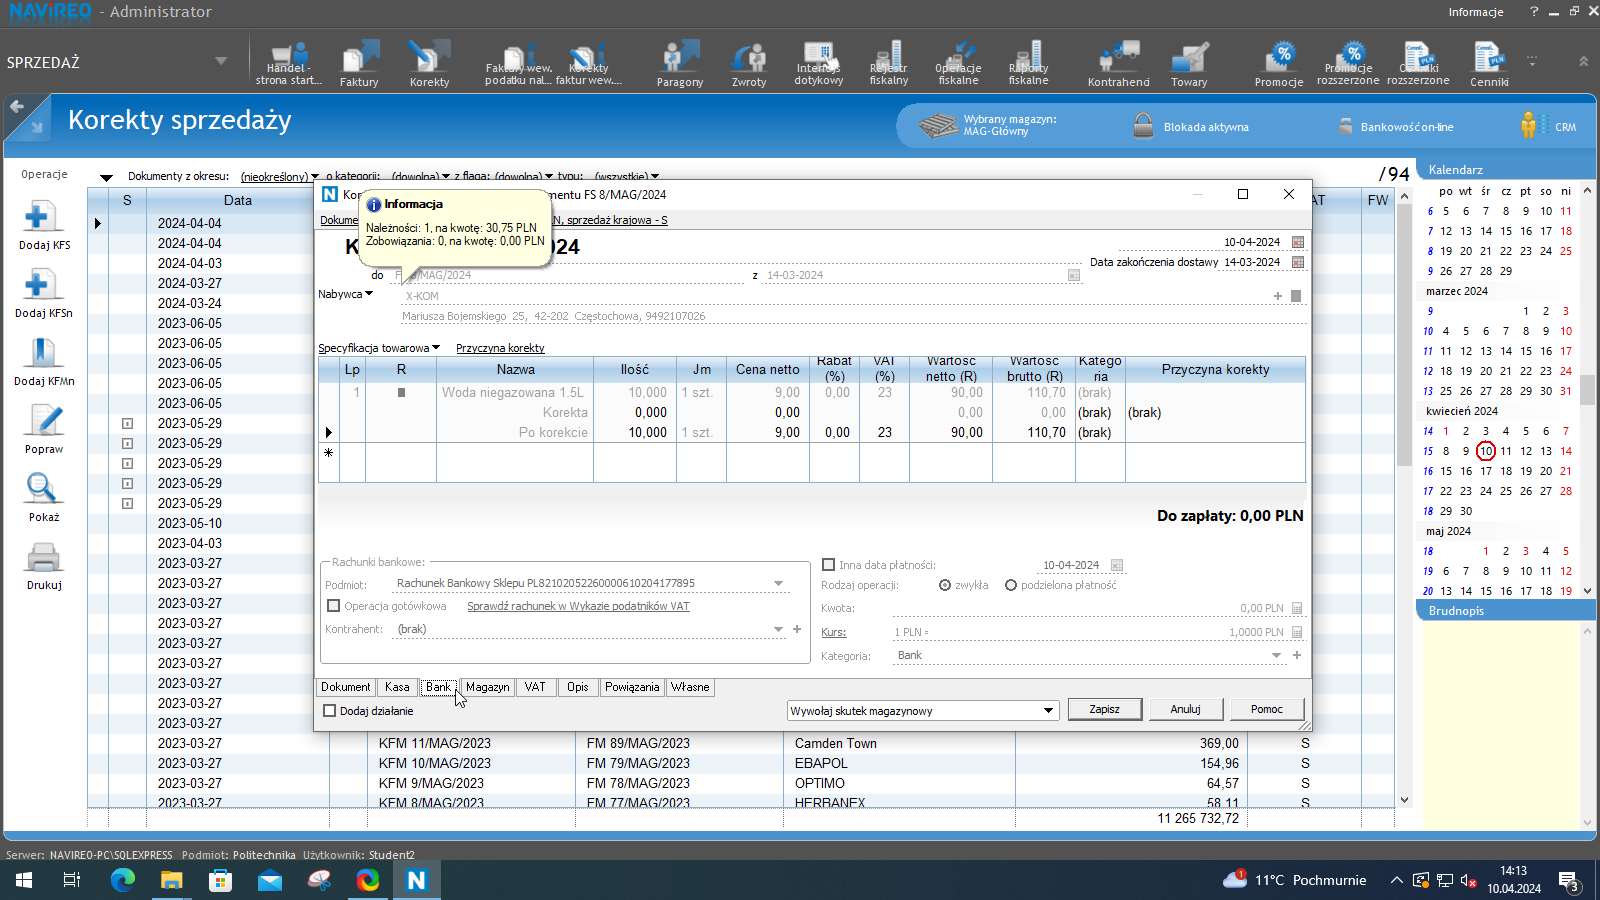 NAVIREO - Administrator
Informacje
SPRZEDAŻ
Handel - strona start...
Faktury
Korekty
Faktury wew. podatku nal...
Korekty faktur wew....
Paragony
Zwroty
Interfejs dotykowy
Rejestr fiskalny
Operacje fiskalne
Raporty fiskalne
Kontrahenci
Towary
Promocje
Promocje rozszerzone
Cenniki rozszerzone
Cenniki
Korekty sprzedaży
Wybrany magazyn: MAG-Główny
Blokada aktywna
Bankowość on-line
CRM
Operacje
Dodaj KFS
Dodaj KFSn
Dodaj KFMn
Popraw
Pokaż
Drukuj
Dokumenty z okresu: (nieokreślony) o kategorii: (dowolna) z flagą: (dowolna) typu: (wszystkie) /94
S Data FW
2024-04-04
2024-04-04
2024-04-03
2024-03-27
2024-03-24
2023-06-05
2023-06-05
2023-06-05
2023-06-05
2023-06-05
2023-05-29
2023-05-29
2023-05-29
2023-05-29
2023-05-29
2023-05-10
2023-04-03
2023-03-27
2023-03-27
2023-03-27
2023-03-27
2023-03-27
2023-03-27
2023-03-27
2023-03-27
2023-03-27
2023-03-27 KFM 11/MAG/2023 FM 89/MAG/2023 Camden Town 369,00 S
2023-03-27 KFM 10/MAG/2023 FM 79/MAG/2023 EBAPOL 154,96 S
2023-03-27 KFM 9/MAG/2023 FM 78/MAG/2023 OPTIMO 64,57 S
2023-03-27 KFM 8/MAG/2023 FM 77/MAG/2023 HERBANEX 58,11 S
11 265 732,72
FS 8/MAG/2024
sprzedaż krajowa - S
Informacja
Należności: 1, na kwotę: 30,75 PLN
Zobowiązania: 0, na kwotę: 0,00 PLN
10-04-2024
Data zakończenia dostawy 14-03-2024
do /MAG/2024 z 14-03-2024
Nabywca X-KOM
Mariusza Bojemskiego 25, 42-202 Częstochowa, 9492107026
Specyfikacja towarowa Przyczyna korekty
Lp R Nazwa Ilość Jm Cena netto Rabat (%) VAT (%) Wartość netto (R) Wartość brutto (R) Kategoria Przyczyna korekty
1 Woda niegazowana 1.5L 10,000 1 szt. 9,00 0,00 23 90,00 110,70 (brak)
Korekta 0,000 0,00 0,00 0,00 (brak) (brak)
Po korekcie 10,000 1 szt. 9,00 0,00 23 90,00 110,70 (brak)
Do zapłaty: 0,00 PLN
Rachunki bankowe:
Podmiot: Rachunek Bankowy Sklepu PL82102052260000610204177895
Operacja gotówkowa Sprawdź rachunek w Wykazie podatników VAT
Kontrahent: (brak)
Inna data płatności: 10-04-2024
Rodzaj operacji: zwykła podzielona płatność
Kwota: 0,00 PLN
Kurs: 1 PLN = 1,0000 PLN
Kategoria: Bank
Dokument Kasa Bank Magazyn VAT Opis Powiązania Własne
Dodaj działanie
Wywołaj skutek magazynowy
Zapisz
Anuluj
Pomoc
Kalendarz
po wt śr cz pt so ni
6 5 6 7 8 9 10 11
7 12 13 14 15 16 17 18
8 19 20 21 22 23 24 25
9 26 27 28 29
marzec 2024
9 1 2 3
10 4 5 6 7 8 9 10
11 11 12 13 14 15 16 17
12 18 19 20 21 22 23 24
13 25 26 27 28 29 30 31
kwiecień 2024
14 1 2 3 4 5 6 7
15 8 9 10 11 12 13 14
16 15 16 17 18 19 20 21
17 22 23 24 25 26 27 28
18 29 30
maj 2024
18 1 2 3 4 5
19 6 7 8 9 10 11 12
20 13 14 15 16 17 18 19
Brudnopis
Serwer: NAVIREO-PC\SQLEXPRESS Podmiot: Politechnika Użytkownik: Student2
1
11°C Pochmurnie
14:13
10.04.2024
3